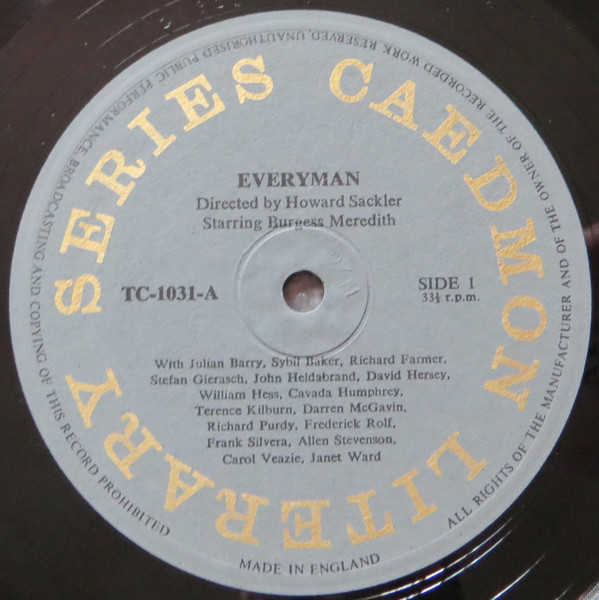 CAEDMON LITERARY SERIES
EVERYMAN
Directed by Howard Sackler
Starring Burgess Meredith
TC-1031-A
SIDE 1
33⅓ r.p.m.
With Julian Barry, Sybil Baker, Richard Farmer,
Stefan Gierasch, John Heldabrand, David Hersey,
William Hess, Cavada Humphrey,
Terence Kilburn, Darren McGavin,
Richard Purdy, Frederick Rolf,
Frank Silvera, Allen Stevenson,
Carol Veazie, Janet Ward
ALL RIGHTS OF THE MANUFACTURER AND OF THE OWNER OF THE RECORDED WORK RESERVED. UNAUTHORISED PUBLIC PERFORMANCE, BROADCASTING AND COPYING OF THIS RECORD PROHIBITED
MADE IN ENGLAND